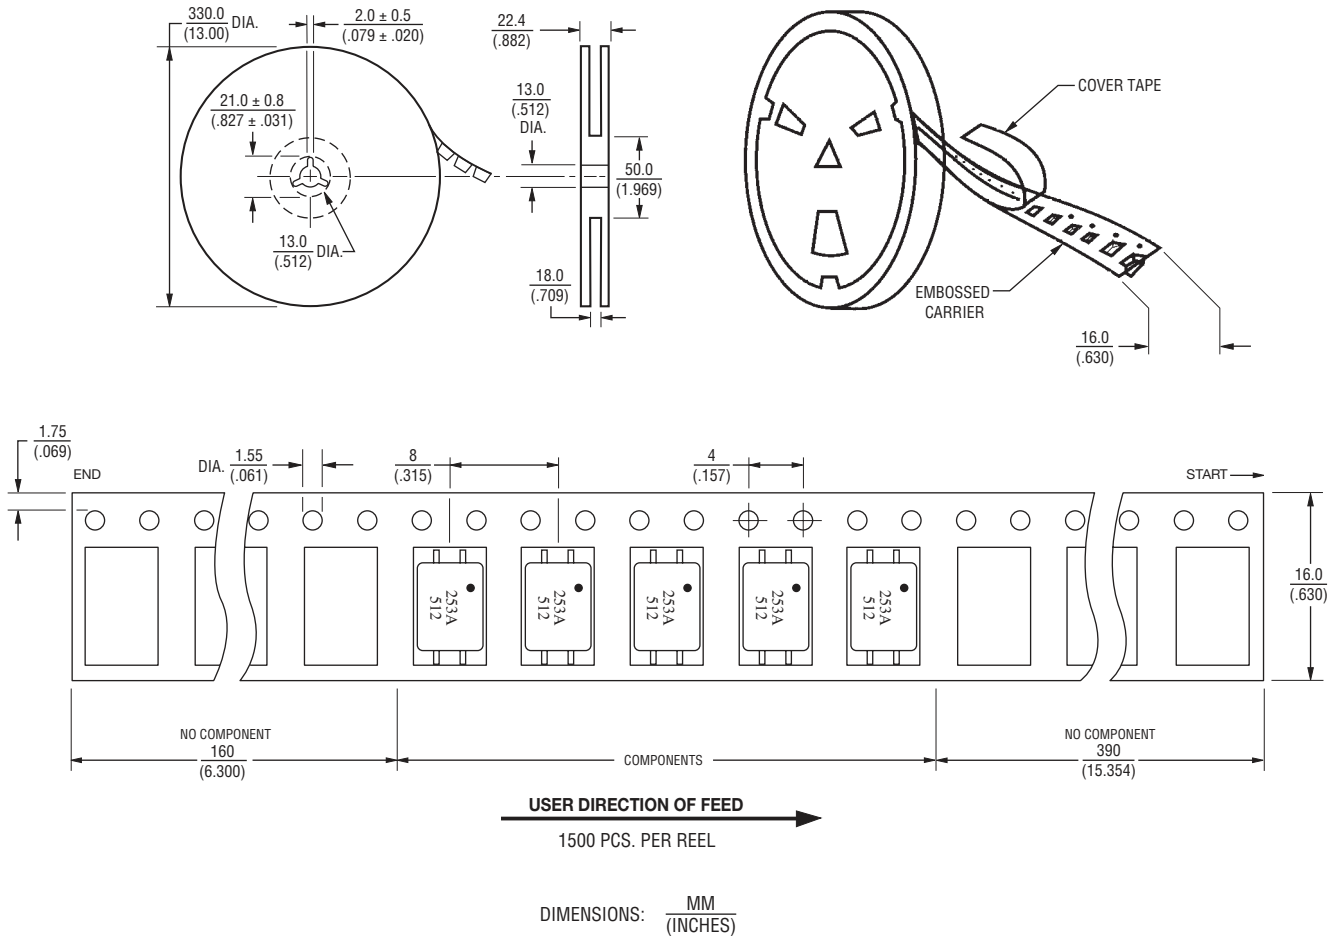 330.0
(13.00)
DIA.
2.0 ± 0.5
(.079 ± .020)
21.0 ± 0.8
(.827 ± .031)
13.0
(.512)
DIA.
22.4
(.882)
13.0
(.512)
DIA.
50.0
(1.969)
18.0
(.709)
COVER TAPE
EMBOSSED
CARRIER
16.0
(.630)
1.75
(.069)
END
DIA.
1.55
(.061)
8
(.315)
4
(.157)
START
253A
512
253A
512
253A
512
253A
512
253A
512
16.0
(.630)
NO COMPONENT
160
(6.300)
COMPONENTS
NO COMPONENT
390
(15.354)
USER DIRECTION OF FEED
1500 PCS. PER REEL
DIMENSIONS:
MM
(INCHES)